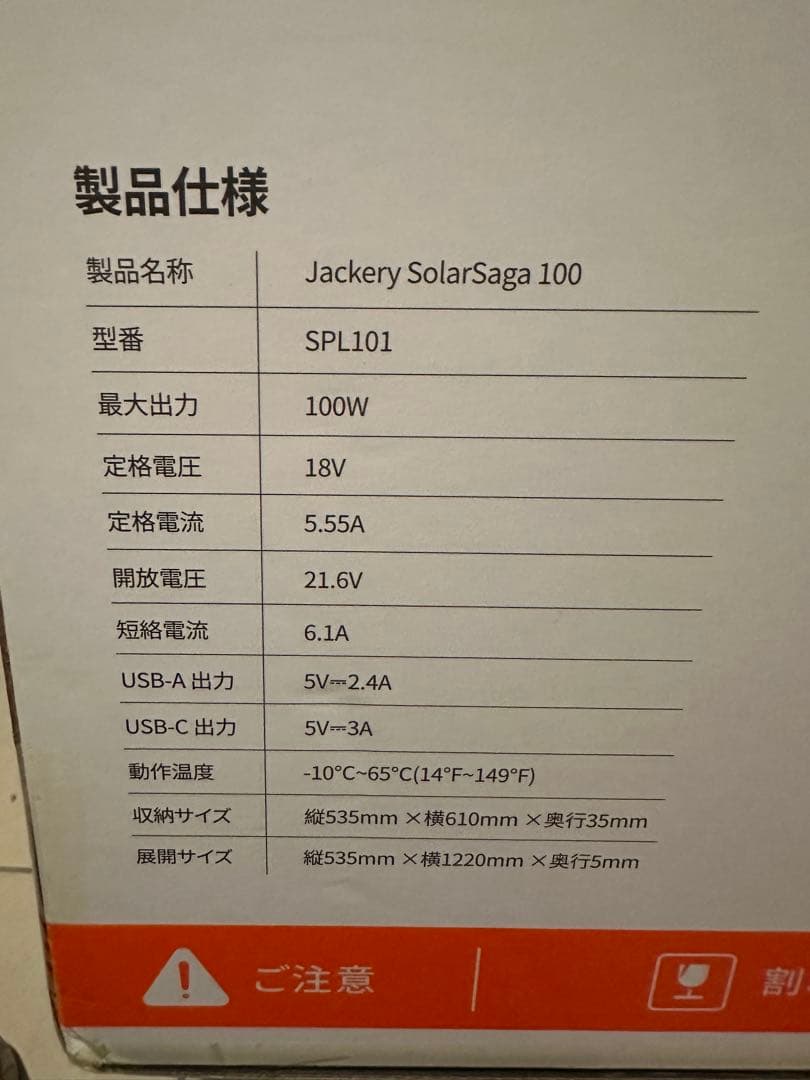 製品仕様
製品名称 Jackery SolarSaga 100
型番 SPL101
最大出力 100W
定格電圧 18V
定格電流 5.55A
開放電圧 21.6V
短絡電流 6.1A
USB-A 出力 5V⎓2.4A
USB-C 出力 5V⎓3A
動作温度 -10°C~65°C(14°F~149°F)
収納サイズ 縦535mm ×横610mm ×奥行35mm
展開サイズ 縦535mm ×横1220mm ×奥行5mm
ご注意
割